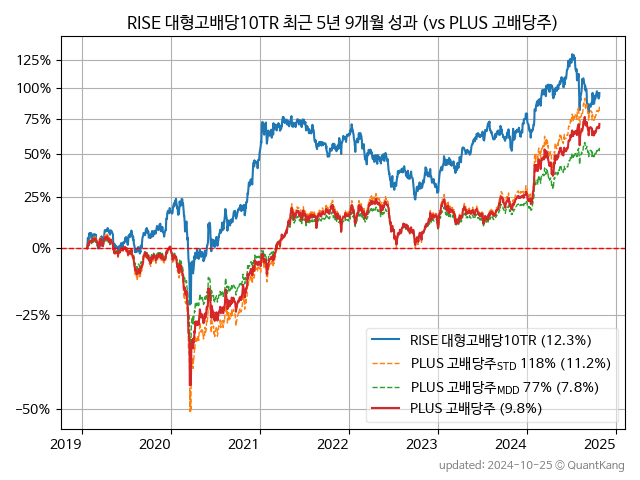 RISE 대형고배당10TR 최근 5년 9개월 성과 (vs PLUS 고배당주)
125%
100%
75%
50%
25%
0%
−25%
−50%
RISE 대형고배당10TR (12.3%)
PLUS 고배당주STD 118% (11.2%)
PLUS 고배당주MDD 77% (7.8%)
PLUS 고배당주 (9.8%)
2019 2020 2021 2022 2023 2024 2025
updated: 2024-10-25 © QuantKang